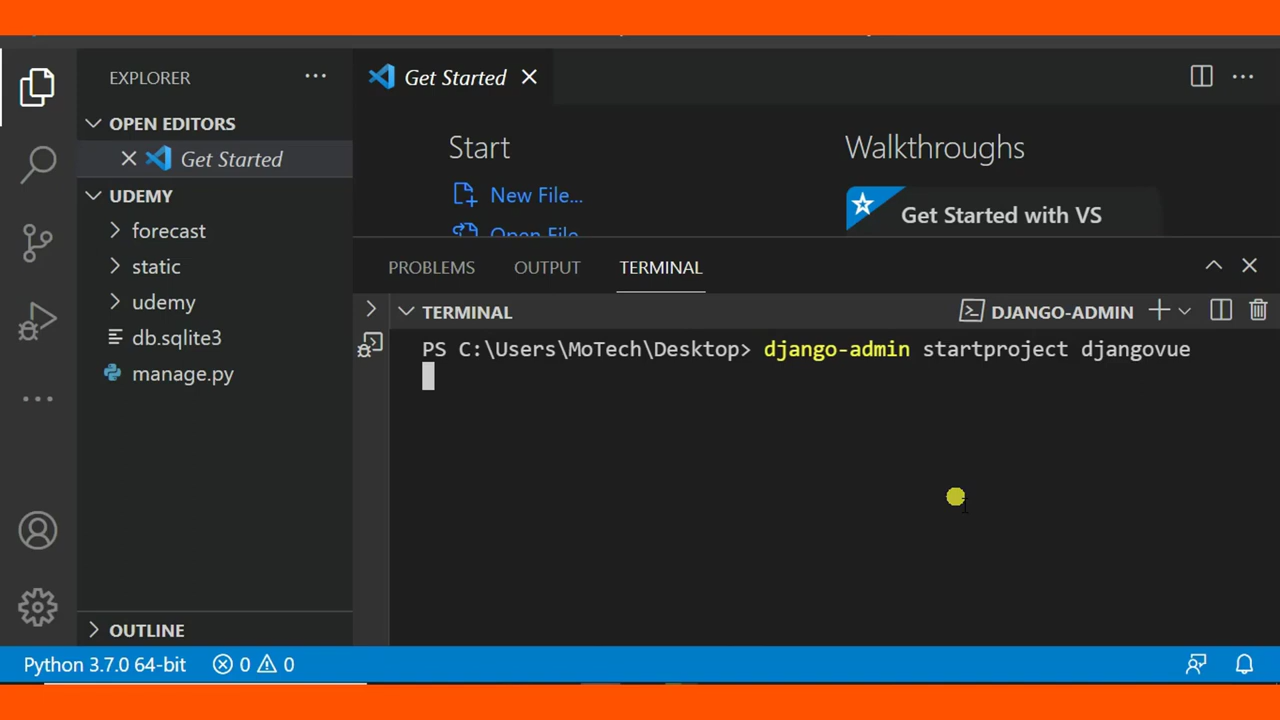 EXPLORER
OPEN EDITORS
Get Started
UDEMY
forecast
static
udemy
db.sqlite3
manage.py
OUTLINE
Get Started
Start
New File...
Open File
Walkthroughs
Get Started with VS
PROBLEMS
OUTPUT
TERMINAL
TERMINAL
DJANGO-ADMIN
PS C:\Users\MoTech\Desktop> django-admin startproject djangovue
Python 3.7.0 64-bit
0
0